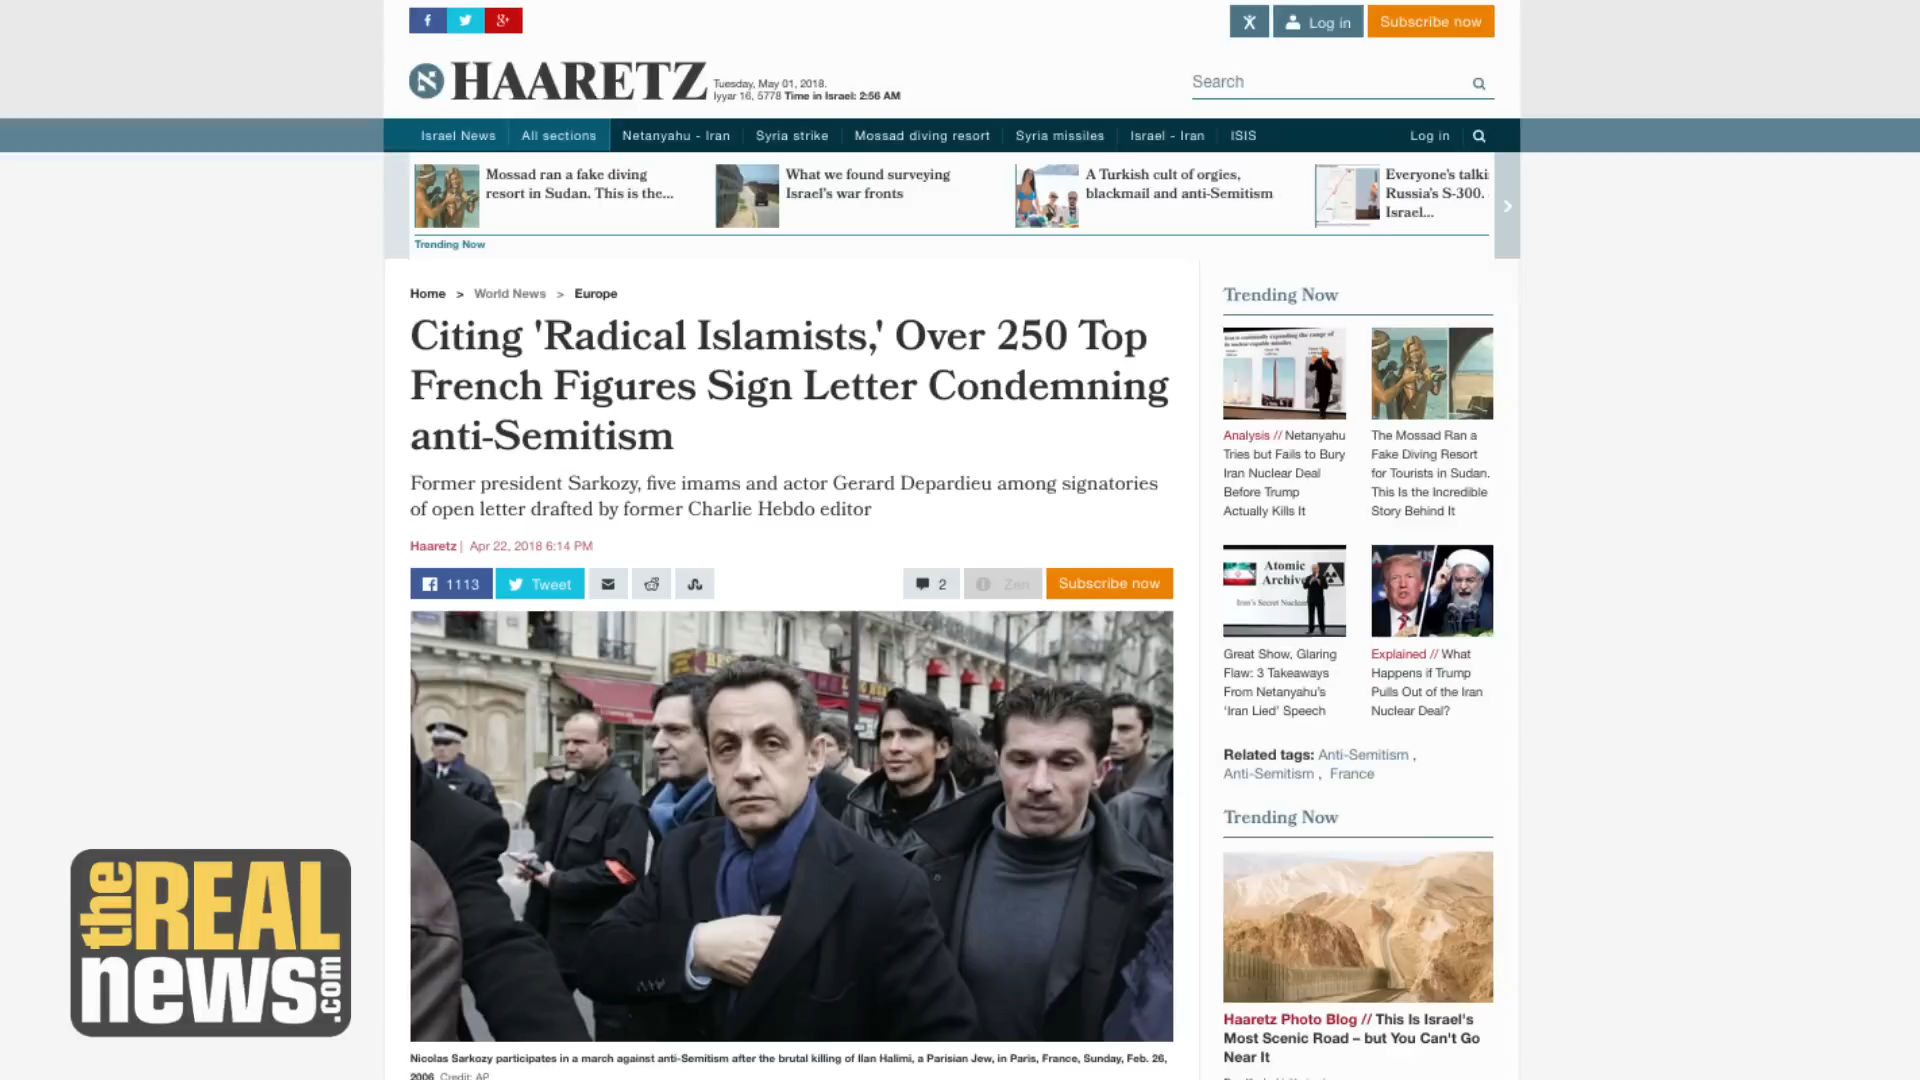 Log in
Subscribe now
HAARETZ
Tuesday, May 01, 2018.
Iyyar 16, 5778 Time in Israel: 2:56 AM
Search
Israel News
All sections
Netanyahu - Iran
Syria strike
Mossad diving resort
Syria missiles
Israel - Iran
ISIS
Log in
Mossad ran a fake diving
resort in Sudan. This is the...
What we found surveying
Israel's war fronts
A Turkish cult of orgies,
blackmail and anti-Semitism
Everyone's talki
Russia's S-300.
Israel...
Trending Now
Home > World News > Europe
Citing 'Radical Islamists,' Over 250 Top
French Figures Sign Letter Condemning
anti-Semitism
Former president Sarkozy, five imams and actor Gerard Depardieu among signatories
of open letter drafted by former Charlie Hebdo editor
Haaretz | Apr 22, 2018 6:14 PM
1113
Tweet
2
Zen
Subscribe now
Nicolas Sarkozy participates in a march against anti-Semitism after the brutal killing of Ilan Halimi, a Parisian Jew, in Paris, France, Sunday, Feb. 26,
2006 Credit: AP
Trending Now
Analysis // Netanyahu
Tries but Fails to Bury
Iran Nuclear Deal
Before Trump
Actually Kills It
The Mossad Ran a
Fake Diving Resort
for Tourists in Sudan.
This Is the Incredible
Story Behind It
Atomic
Archive
Iran's Secret Nuclear
Great Show, Glaring
Flaw: 3 Takeaways
From Netanyahu's
'Iran Lied' Speech
Explained // What
Happens if Trump
Pulls Out of the Iran
Nuclear Deal?
Related tags: Anti-Semitism ,
Anti-Semitism , France
Trending Now
Haaretz Photo Blog // This Is Israel's
Most Scenic Road – but You Can't Go
Near It
the REAL
news.com